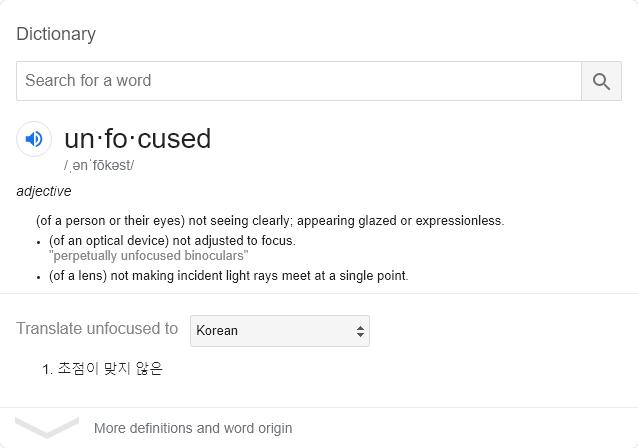 Dictionary
Search for a word
un·fo·cused
/ˌənˈfōkəst/
adjective
(of a person or their eyes) not seeing clearly; appearing glazed or expressionless.
• (of an optical device) not adjusted to focus.
"perpetually unfocused binoculars"
• (of a lens) not making incident light rays meet at a single point.
Translate unfocused to Korean
1. 초점이 맞지 않은
More definitions and word origin